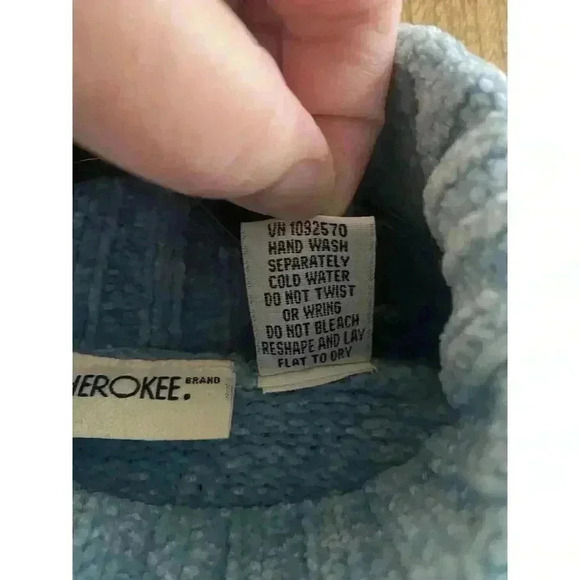 VN 1092570
HAND WASH
SEPARATELY
COLD WATER
DO NOT TWIST
OR WRING
DO NOT BLEACH
RESHAPE AND LAY
FLAT TO DRY
HEROKEE. BRAND